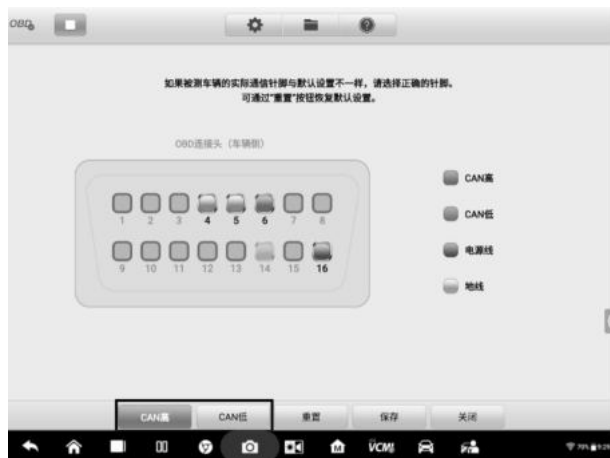 OBD
如果被测车辆的实际通信针脚与默认设置不一样，请选择正确的针脚。
可通过"重置"按钮恢复默认设置。
OBD连接头（车辆侧）
CAN高
1 2 3 4 5 6 7 8
CAN低
电源线
9 10 11 12 13 14 15 16
地线
CAN高 CAN低 重置 保存 关闭
M VCMI